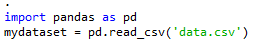 .
import pandas as pd
mydataset = pd.read_csv('data.csv')